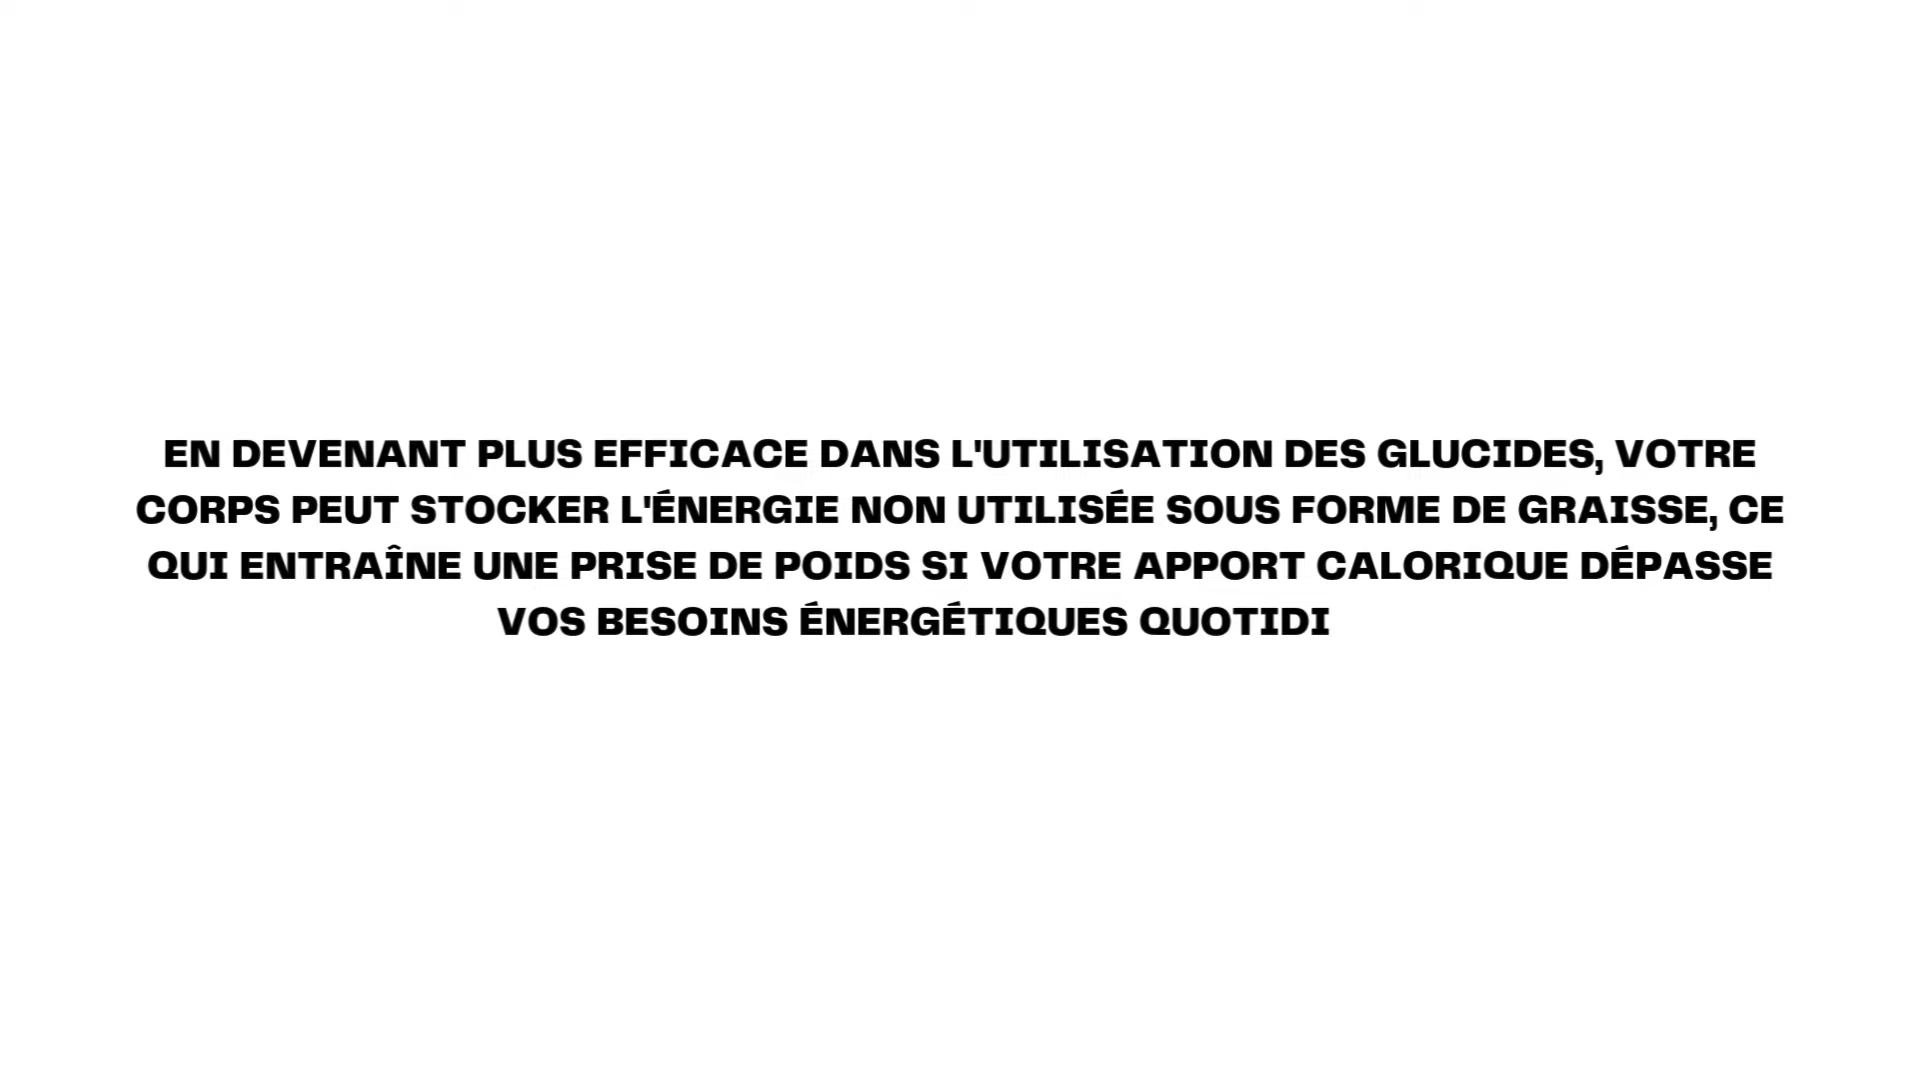 EN DEVENANT PLUS EFFICACE DANS L'UTILISATION DES GLUCIDES, VOTRE
CORPS PEUT STOCKER L'ÉNERGIE NON UTILISÉE SOUS FORME DE GRAISSE, CE
QUI ENTRAÎNE UNE PRISE DE POIDS SI VOTRE APPORT CALORIQUE DÉPASSE
VOS BESOINS ÉNERGÉTIQUES QUOTIDI